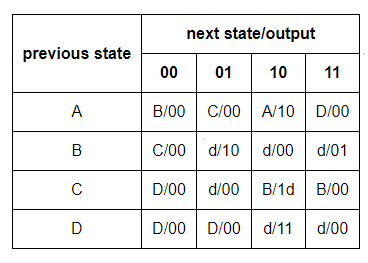 previous state next state/output
00 01 10 11
A B/00 C/00 A/10 D/00
B C/00 d/10 d/00 d/01
C D/00 d/00 B/1d B/00
D D/00 D/00 d/11 d/00